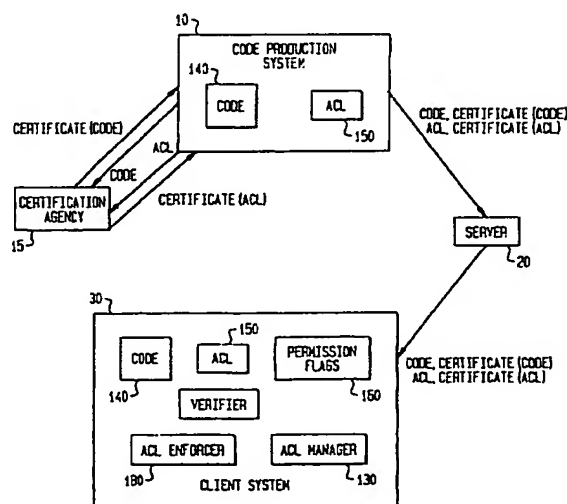 10
CODE PRODUCTION
SYSTEM
140
CODE
ACL
150
CERTIFICATE (CODE)
CODE
ACL
CERTIFICATE (ACL)
CERTIFICATION
AGENCY
15
CODE, CERTIFICATE (CODE)
ACL, CERTIFICATE (ACL)
SERVER
20
30
CODE
140
150
ACL
PERMISSION
FLAGS
160
VERIFIER
ACL ENFORCER
180
ACL MANAGER
130
CLIENT SYSTEM
CODE, CERTIFICATE (CODE)
ACL, CERTIFICATE (ACL)